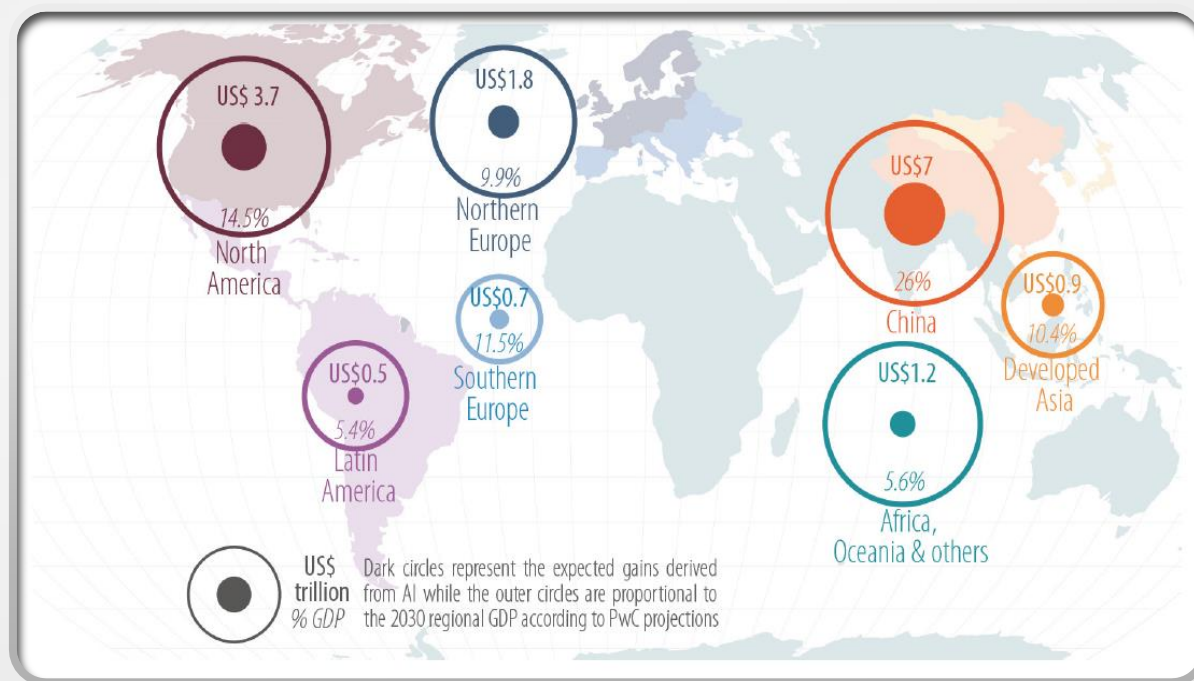 US$ 3.7
14.5%
North
America
US$1.8
9.9%
Northern
Europe
US$0.7
11.5%
Southern
Europe
US$0.5
5.4%
Latin
America
US$7
26%
China
US$0.9
10.4%
Developed
Asia
US$1.2
5.6%
Africa,
Oceania & others
US$
trillion
% GDP
Dark circles represent the expected gains derived
from AI while the outer circles are proportional to
the 2030 regional GDP according to PwC projections